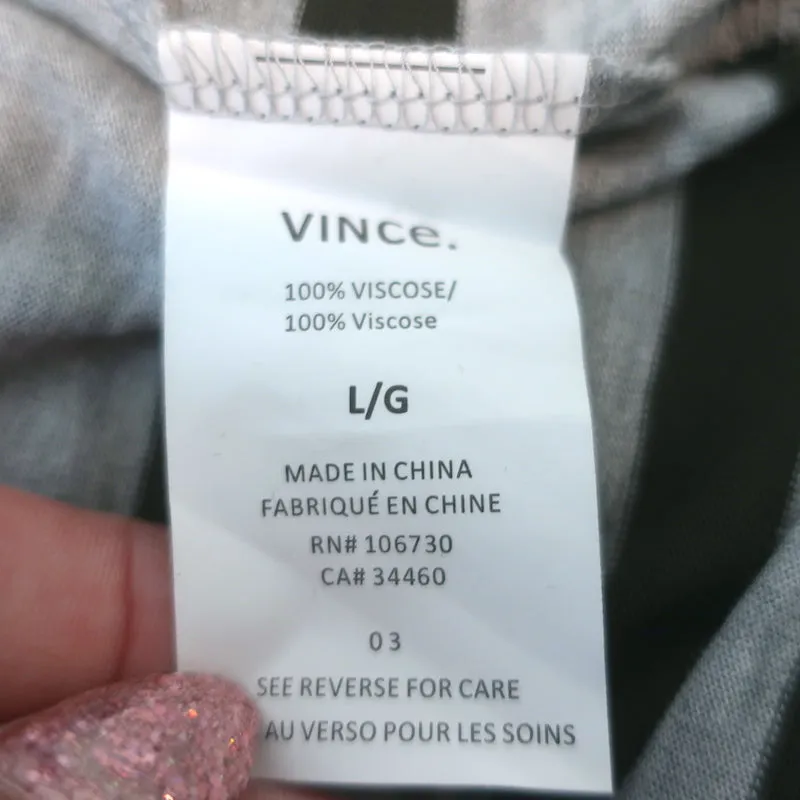 VINCe.
100% VISCOSE/
100% Viscose
L/G
MADE IN CHINA
FABRIQUÉ EN CHINE
RN# 106730
CA# 34460
03
SEE REVERSE FOR CARE
AU VERSO POUR LES SOINS